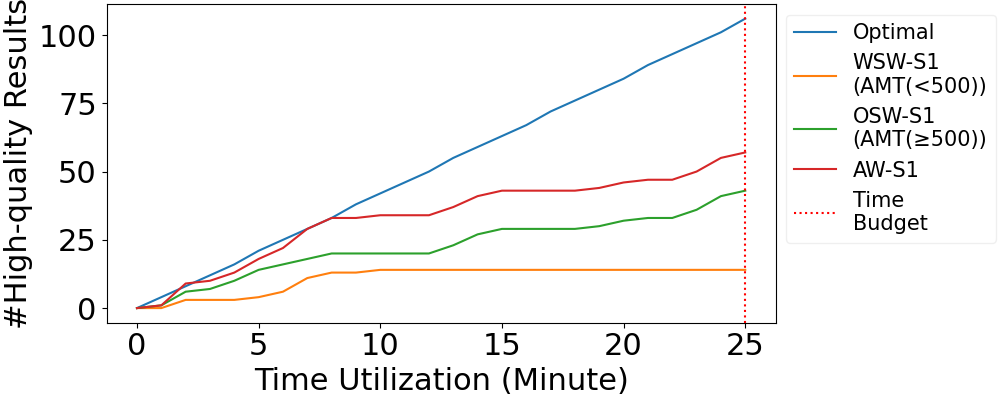 #High-quality Results
100
75
50
25
0
0 5 10 15 20 25
Time Utilization (Minute)
Optimal
WSW-S1
(AMT(<500))
OSW-S1
(AMT(≥500))
AW-S1
Time
Budget